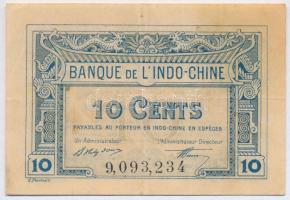 BANQUE DE L'INDO-CHINE
10 CENTS
PAYABLES AU PORTEUR EN INDO-CHINE EN ESPÈCES
Un Administrateur
L'Administrateur Directeur
10
9,093,234
10